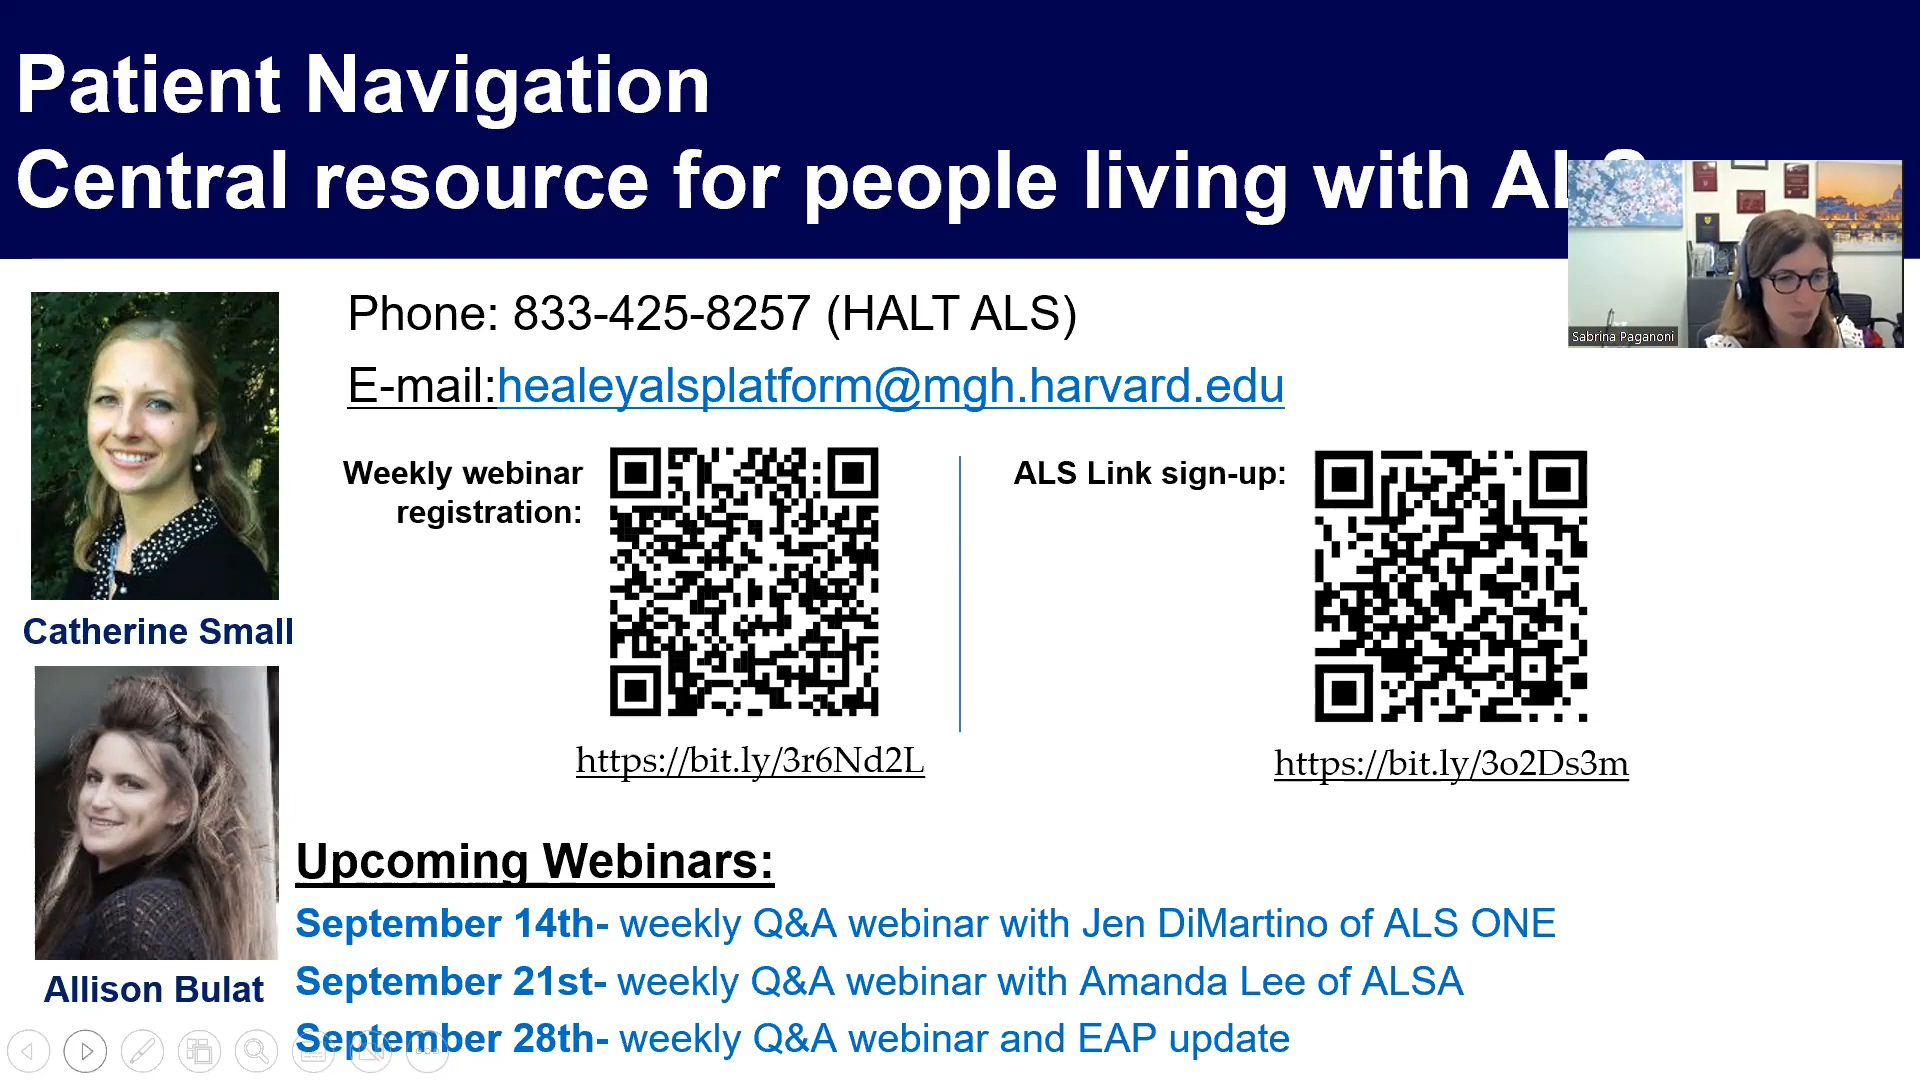 Patient Navigation
Central resource for people living with ALS
Sabrina Paganoni
Phone: 833-425-8257 (HALT ALS)
E-mail:healeyalsplatform@mgh.harvard.edu
Weekly webinar
registration:
ALS Link sign-up:
https://bit.ly/3r6Nd2L
https://bit.ly/3o2Ds3m
Catherine Small
Allison Bulat
Upcoming Webinars:
September 14th- weekly Q&A webinar with Jen DiMartino of ALS ONE
September 21st- weekly Q&A webinar with Amanda Lee of ALSA
September 28th- weekly Q&A webinar and EAP update